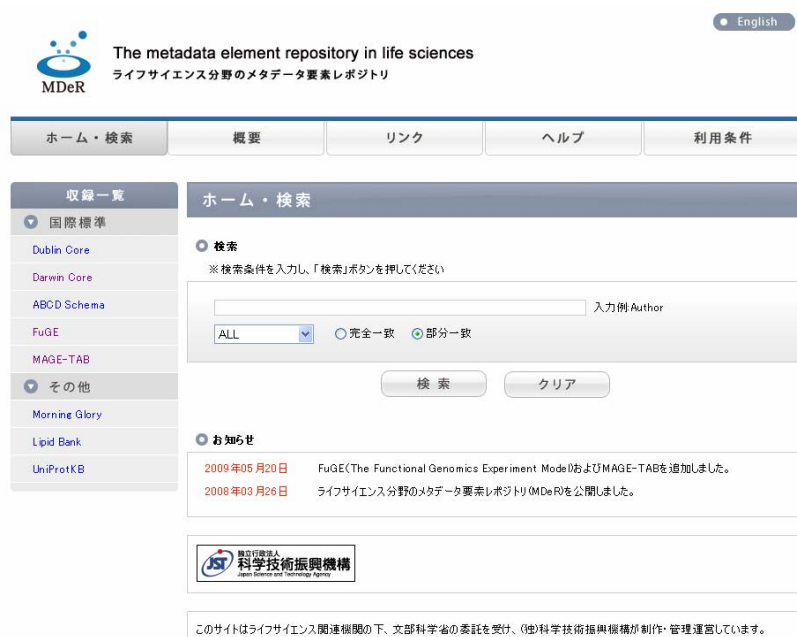 English
MDeR
The metadata element repository in life sciences
ライフサイエンス分野のメタデータ要素レポジトリ
ホーム・検索
概要
リンク
ヘルプ
利用条件
収録一覧
国際標準
Dublin Core
Darwin Core
ABCD Schema
FuGE
MAGE-TAB
その他
Morning Glory
Lipid Bank
UniProtKB
ホーム・検索
検索
※検索条件を入力し、「検索」ボタンを押してください
入力例:Author
ALL 完全一致 部分一致
検索 クリア
お知らせ
2009年05月20日 FuGE(The Functional Genomics Experiment Model)およびMAGE-TABを追加しました。
2008年03月26日 ライフサイエンス分野のメタデータ要素レポジトリ(MDeR)を公開しました。
JST
独立行政法人
科学技術振興機構
Japan Science and Technology Agency
このサイトはライフサイエンス関連機関の下、文部科学省の委託を受け、(独)科学技術振興機構が制作・管理運営しています。